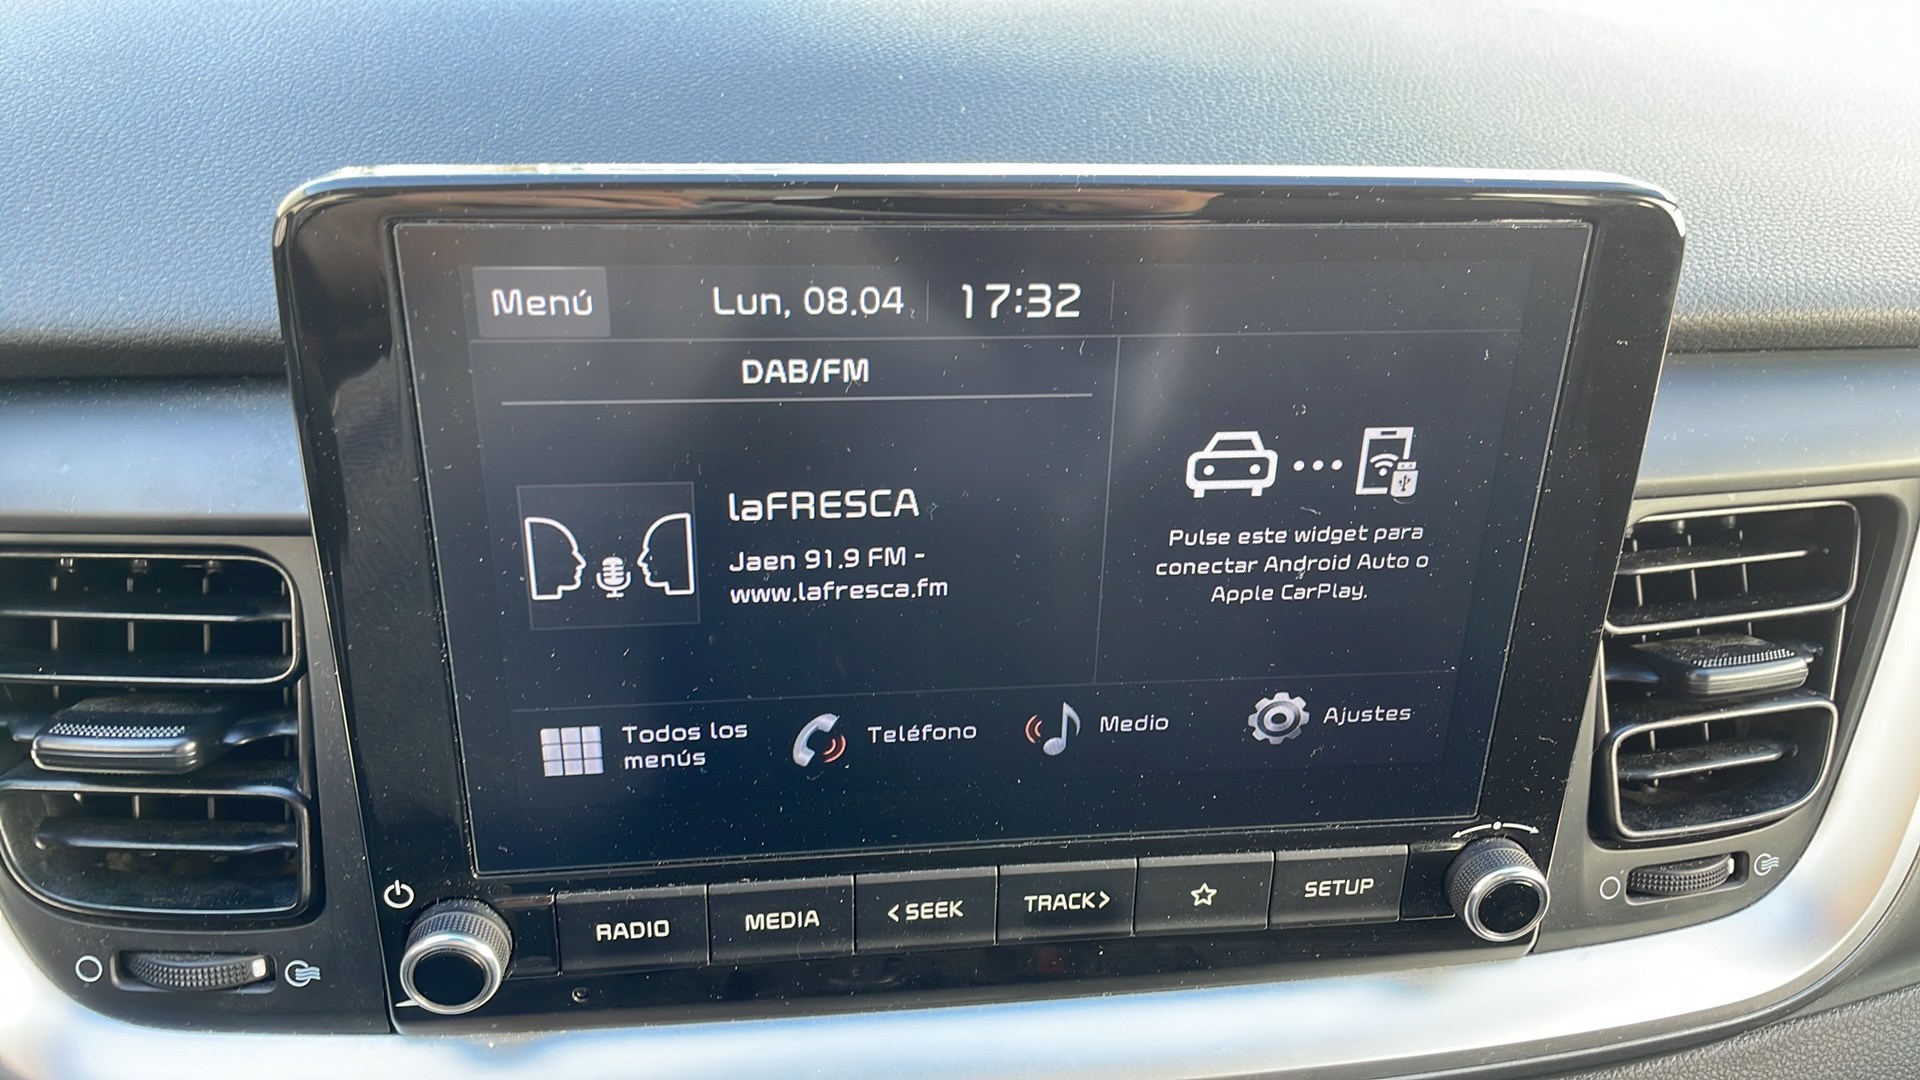 Menú
Lun, 08.04
17:32
DAB/FM
laFRESCA
Jaen 91.9 FM -
www.lafresca.fm
Pulse este widget para
conectar Android Auto o
Apple CarPlay.
Todos los
menús
Teléfono
Medio
Ajustes
RADIO
MEDIA
< SEEK
TRACK >
SETUP